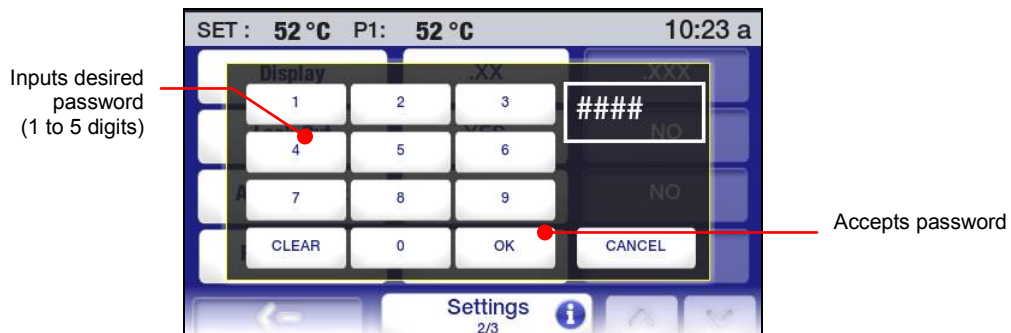 SET : 52 °C P1: 52 °C 10:23 a
Display .XX .XXX
Inputs desired
password
(1 to 5 digits)
1 2 3 ####
YES NO
4 5 6
7 8 9 NO
Accepts password
CLEAR 0 OK CANCEL
Settings
2/3